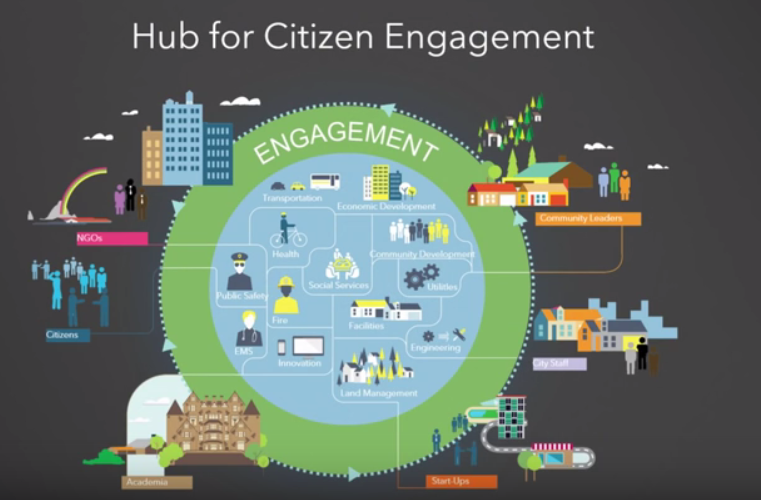 Hub for Citizen Engagement
ENGAGEMENT
Transportation
Economic Development
Community Leaders
NGOs
Health
Community Development
Public Safety
Social Services
Utilities
Fire
Facilities
Citizens
EMS
Engineering
Innovation
City Staff
Land Management
Academia
Start-Ups